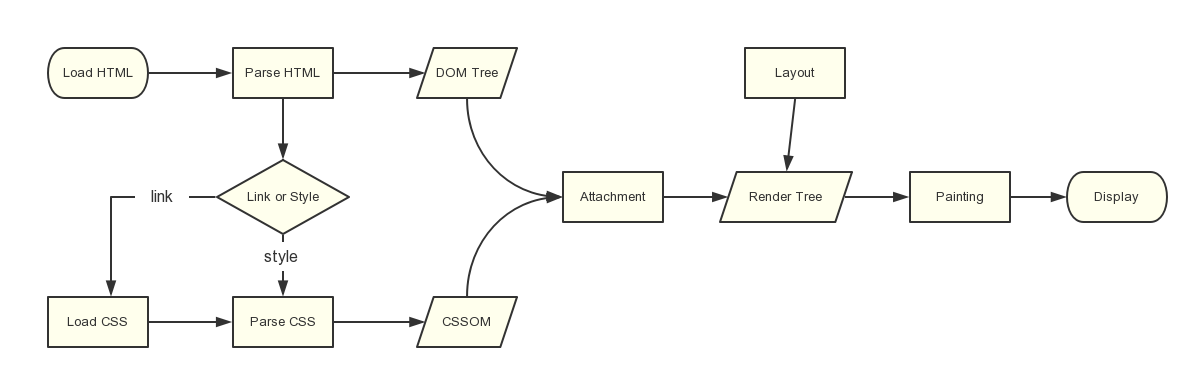 Load HTML
Parse HTML
DOM Tree
Layout
link
Link or Style
Attachment
Render Tree
Painting
Display
style
Load CSS
Parse CSS
CSSOM